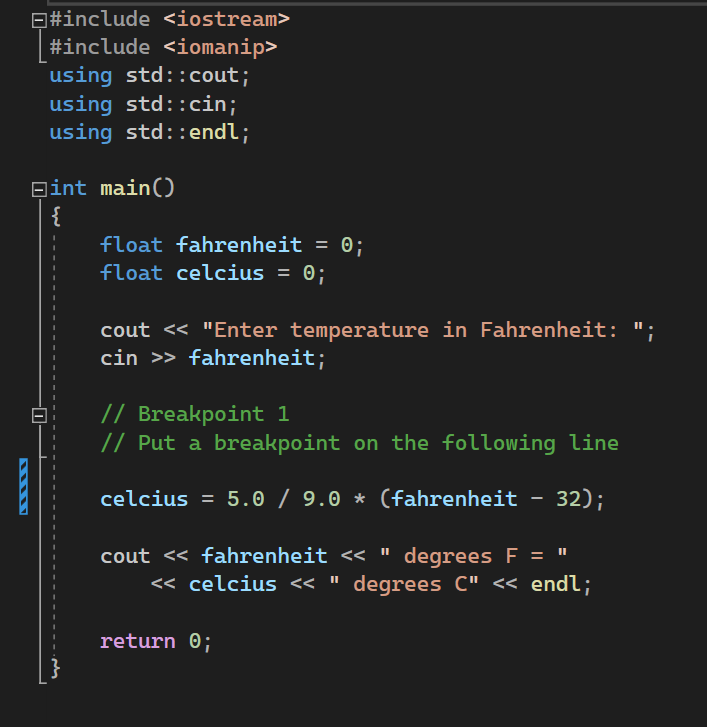 #include <iostream>
#include <iomanip>
using std::cout;
using std::cin;
using std::endl;
int main()
{
float fahrenheit = 0;
float celcius = 0;
cout << "Enter temperature in Fahrenheit: ";
cin >> fahrenheit;
// Breakpoint 1
// Put a breakpoint on the following line
celcius = 5.0 / 9.0 * (fahrenheit - 32);
cout << fahrenheit << " degrees F = "
<< celcius << " degrees C" << endl;
return 0;
}